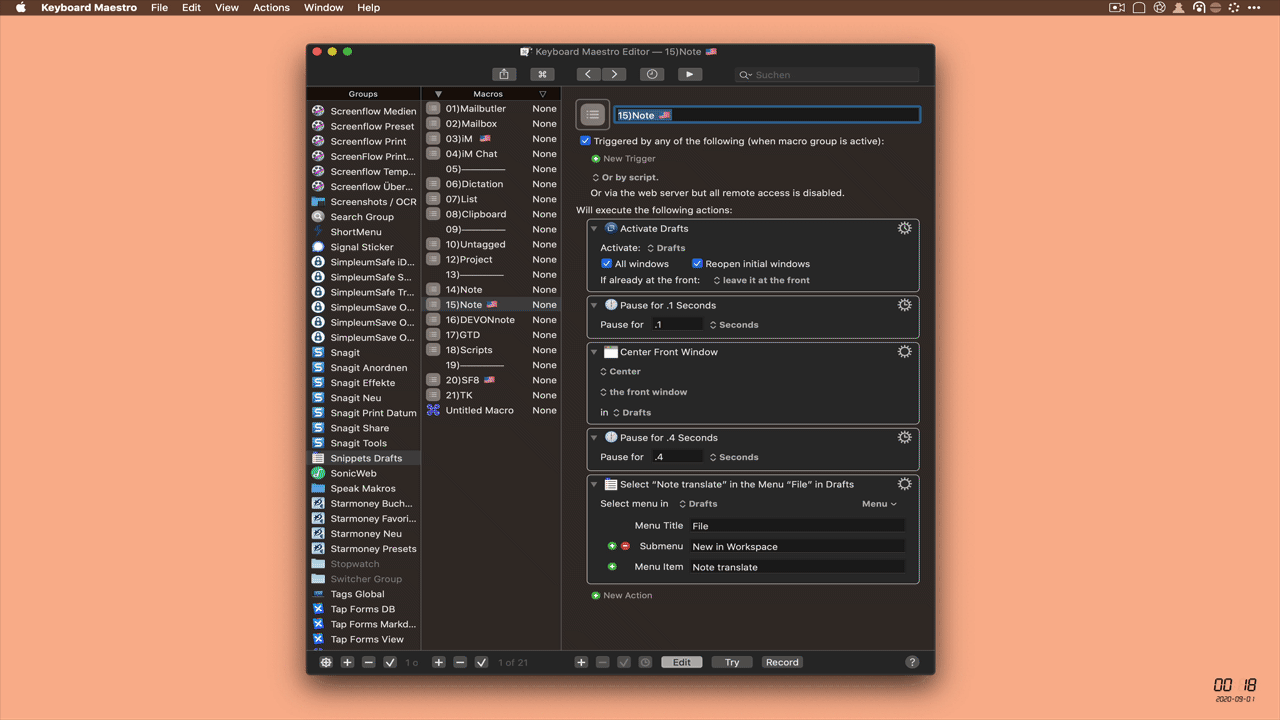 Keyboard Maestro File Edit View Actions Window Help
Keyboard Maestro Editor — 15)Note 🇺🇸
Suchen
Groups
Screenflow Medien
Screenflow Preset
Screenflow Print
ScreenFlow Print...
Screenflow Temp...
Screenflow Über...
Screenshots / OCR
Search Group
ShortMenu
Signal Sticker
SimpleumSafe iD...
SimpleumSafe S...
SimpleumSafe Tr...
SimpleumSave O...
SimpleumSave O...
SimpleumSave O...
Snagit
Snagit Anordnen
Snagit Effekte
Snagit Neu
Snagit Print Datum
Snagit Share
Snagit Tools
Snippets Drafts
SonicWeb
Speak Makros
Starmoney Buch...
Starmoney Favori...
Starmoney Neu
Starmoney Presets
Stopwatch
Switcher Group
Tags Global
Tap Forms DB
Tap Forms Markd...
Tap Forms View
1 o
Macros
01)Mailbutler None
02)Mailbox None
03)iM 🇺🇸 None
04)iM Chat None
05)———— None
06)Dictation None
07)List None
08)Clipboard None
09)———— None
10)Untagged None
12)Project None
13)———— None
14)Note None
15)Note 🇺🇸 None
16)DEVONnote None
17)GTD None
18)Scripts None
19)———— None
20)SF8 🇺🇸 None
21)TK None
Untitled Macro None
1 of 21
15)Note 🇺🇸
Triggered by any of the following (when macro group is active):
New Trigger
Or by script.
Or via the web server but all remote access is disabled.
Will execute the following actions:
Activate Drafts
Activate: Drafts
All windows Reopen initial windows
If already at the front: leave it at the front
Pause for .1 Seconds
Pause for .1 Seconds
Center Front Window
Center
the front window
in Drafts
Pause for .4 Seconds
Pause for .4 Seconds
Select “Note translate” in the Menu “File” in Drafts
Select menu in Drafts Menu
Menu Title File
Submenu New in Workspace
Menu Item Note translate
New Action
Edit Try Record ?
00 18
2020-09-01